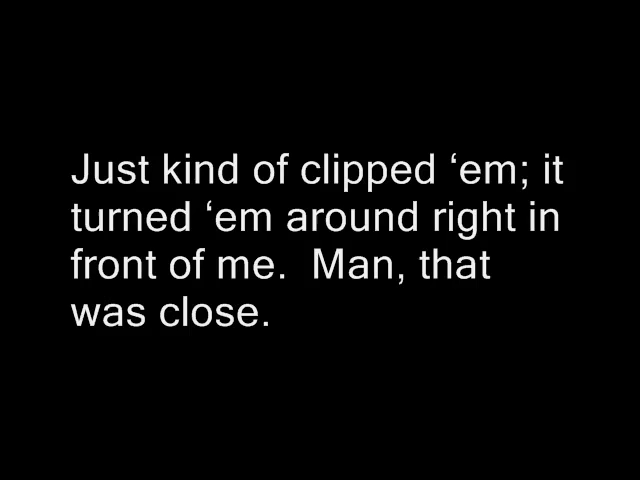 Just kind of clipped ‘em; it
turned ‘em around right in
front of me.  Man, that
was close.